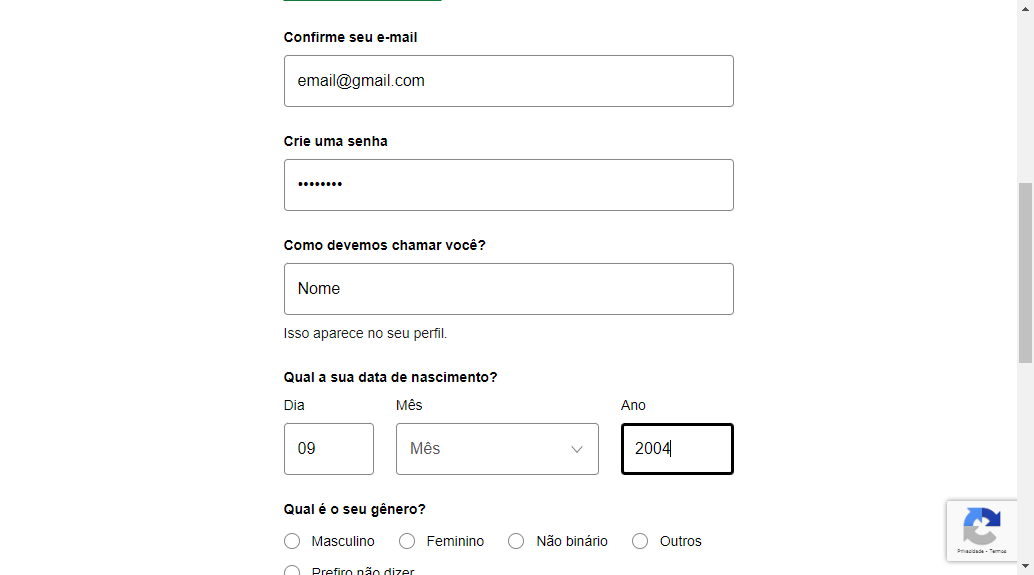 Confirme seu e-mail
email@gmail.com
Crie uma senha
••••••••
Como devemos chamar você?
Nome
Isso aparece no seu perfil.
Qual a sua data de nascimento?
Dia Mês Ano
09 Mês 2004
Qual é o seu gênero?
Masculino Feminino Não binário Outros
Prefiro não dizer
Privacidade - Termos